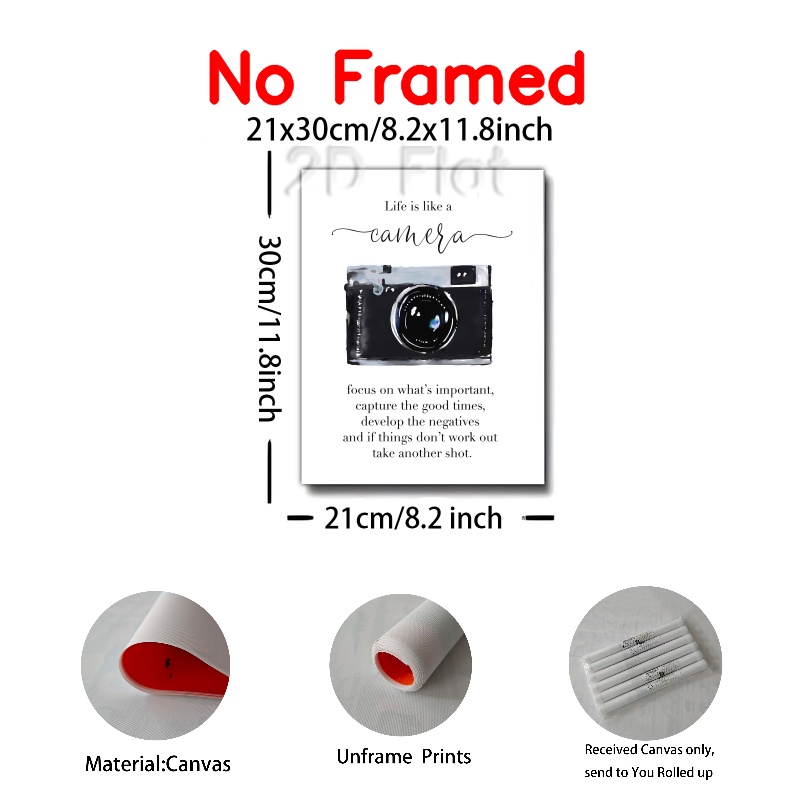 No Framed
21x30cm/8.2x11.8inch
2D Flat
30cm/11.8inch
Life is like a
camera
focus on what's important,
capture the good times,
develop the negatives
and if things don't work out
take another shot.
21cm/8.2 inch
Material:Canvas
Unframe Prints
Received Canvas only,
send to You Rolled up